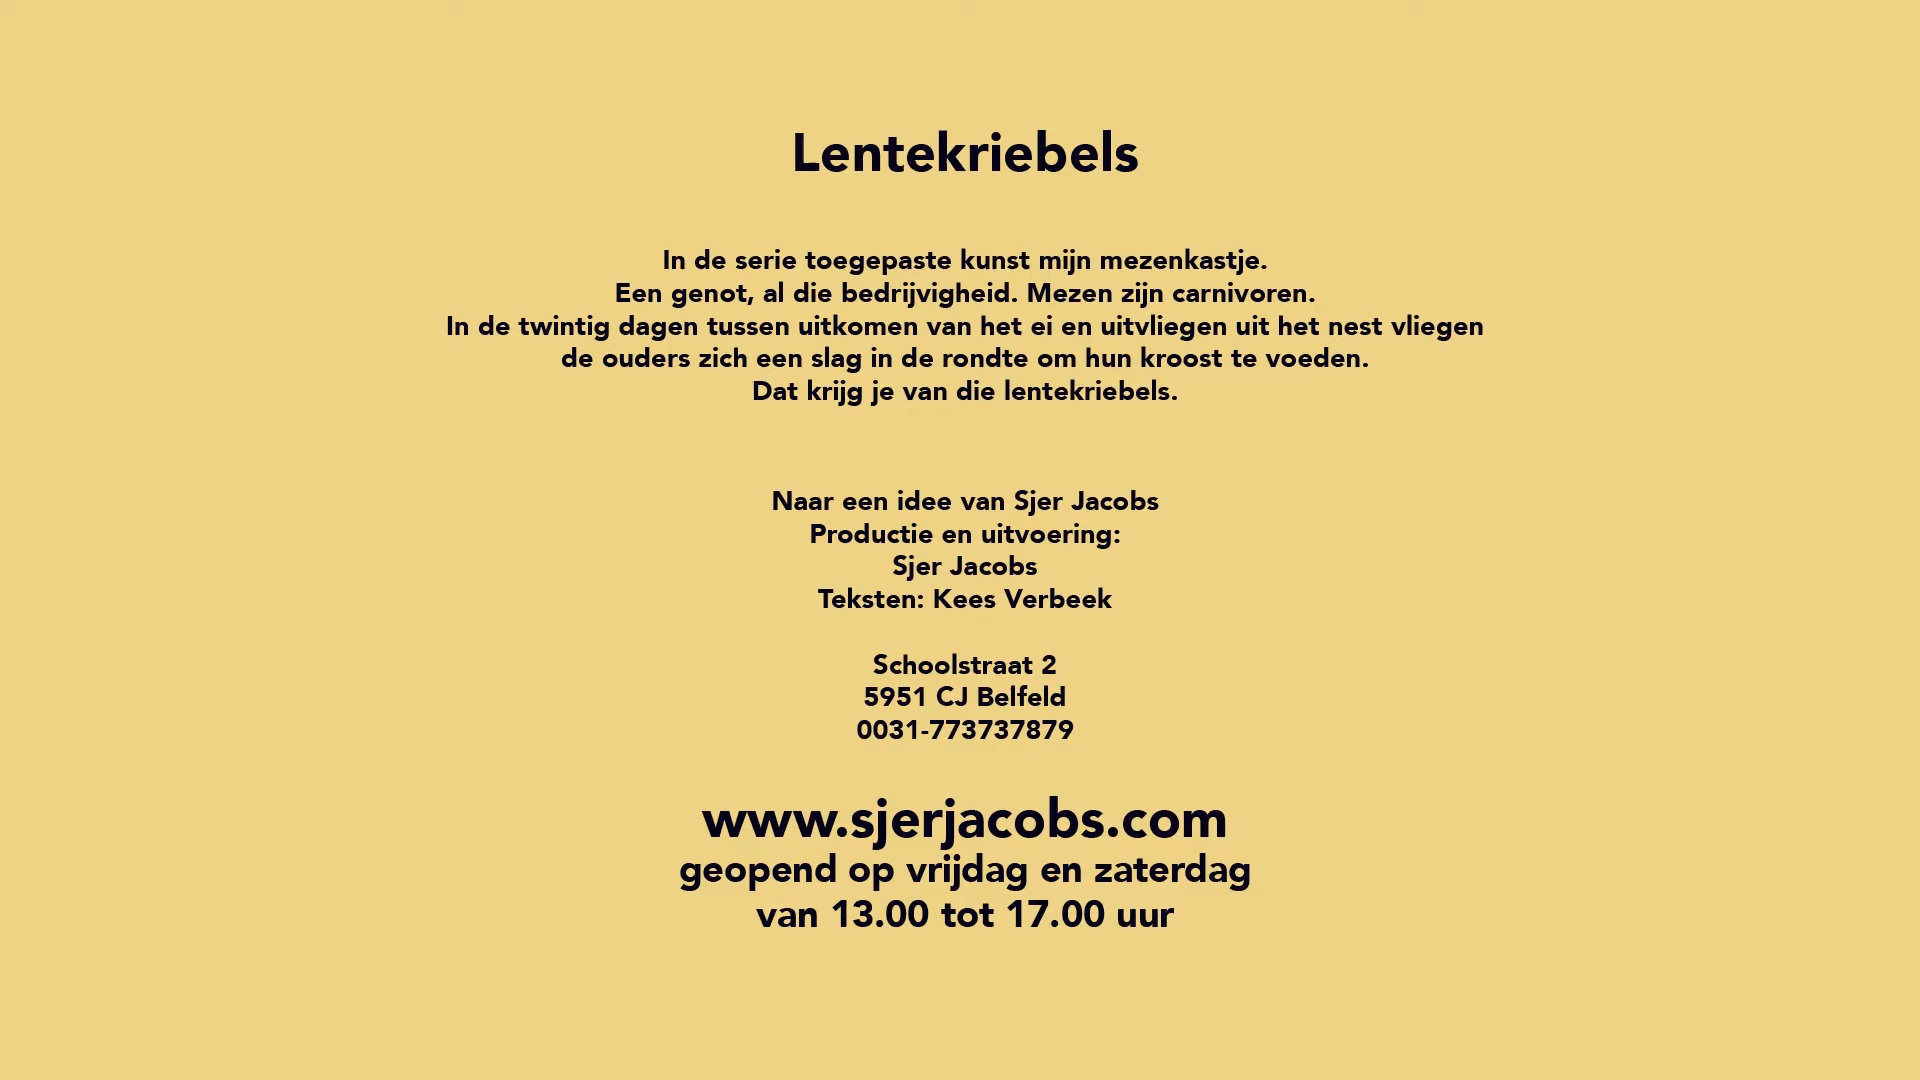 Lentekriebels
In de serie toegepaste kunst mijn mezenkastje.
Een genot, al die bedrijvigheid. Mezen zijn carnivoren.
In de twintig dagen tussen uitkomen van het ei en uitvliegen uit het nest vliegen
de ouders zich een slag in de rondte om hun kroost te voeden.
Dat krijg je van die lentekriebels.
Naar een idee van Sjer Jacobs
Productie en uitvoering:
Sjer Jacobs
Teksten: Kees Verbeek
Schoolstraat 2
5951 CJ Belfeld
0031-773737879
www.sjerjacobs.com
geopend op vrijdag en zaterdag
van 13.00 tot 17.00 uur